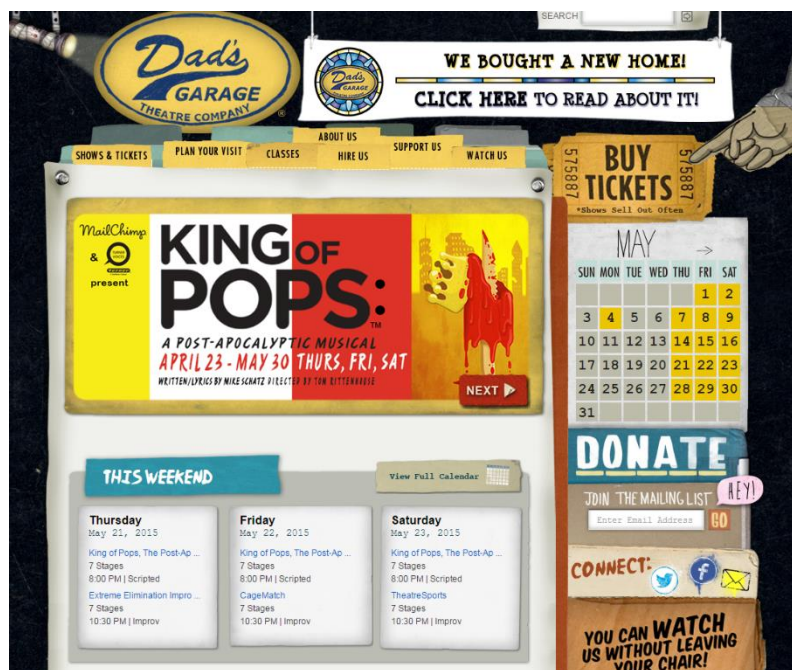 SEARCH
Dad's
GARAGE
THEATRE COMPANY
®
Dad's
GARAGE
WE BOUGHT A NEW HOME!
CLICK HERE TO READ ABOUT IT!
SHOWS & TICKETS
PLAN YOUR VISIT
CLASSES
ABOUT US
HIRE US
SUPPORT US
WATCH US
575887
BUY
TICKETS
575887
*Shows Sell Out Often
MailChimp
&
present
KING OF
POPS:
TM
A POST-APOCALYPTIC MUSICAL
APRIL 23 - MAY 30 THURS, FRI, SAT
WRITTEN/LYRICS BY MIKE SCHATZ DIRECTED BY TOM RITTENHOUSE
NEXT
MAY
SUN MON TUE WED THU FRI SAT
1 2
3 4 5 6 7 8 9
10 11 12 13 14 15 16
17 18 19 20 21 22 23
24 25 26 27 28 29 30
31
DONATE
JOIN THE MAILING LIST
HEY!
Enter Email Address
GO
CONNECT:
YOU CAN WATCH
US WITHOUT LEAVING
YOUR CHAIR!
THIS WEEKEND
View Full Calendar
Thursday
May 21, 2015
King of Pops, The Post-Ap ...
7 Stages
8:00 PM | Scripted
Extreme Elimination Impro ...
7 Stages
10:30 PM | Improv
Friday
May 22, 2015
King of Pops, The Post-Ap ...
7 Stages
8:00 PM | Scripted
CageMatch
7 Stages
10:30 PM | Improv
Saturday
May 23, 2015
King of Pops, The Post-Ap ...
7 Stages
8:00 PM | Scripted
TheatreSports
7 Stages
10:30 PM | Improv